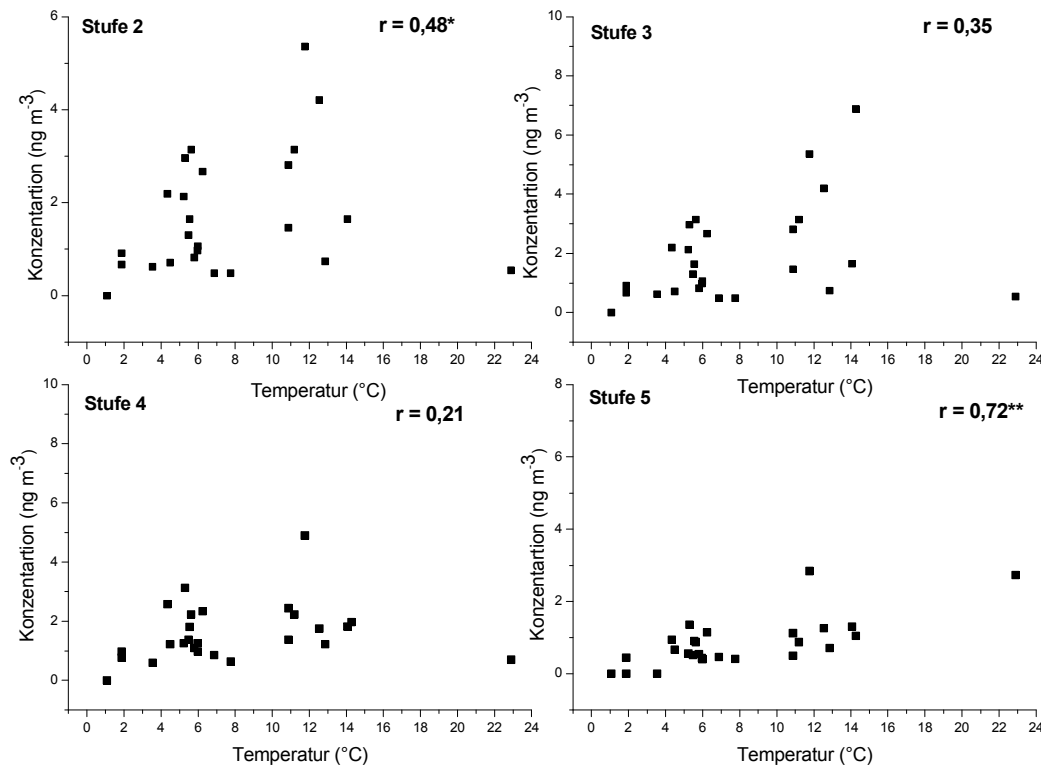 Stufe 2
r = 0,48*
Konzentartion (ng m⁻³)
6
4
2
0
0 2 4 6 8 10 12 14 16 18 20 22 24
Temperatur (°C)
Stufe 3
r = 0,35
Konzentartion (ng m⁻³)
10
8
6
4
2
0
0 2 4 6 8 10 12 14 16 18 20 22 24
Temperatur (°C)
Stufe 4
r = 0,21
Konzentartion (ng m⁻³)
10
8
6
4
2
0
0 2 4 6 8 10 12 14 16 18 20 22 24
Temperatur (°C)
Stufe 5
r = 0,72**
Konzentartion (ng m⁻³)
8
6
4
2
0
0 2 4 6 8 10 12 14 16 18 20 22 24
Temperatur (°C)